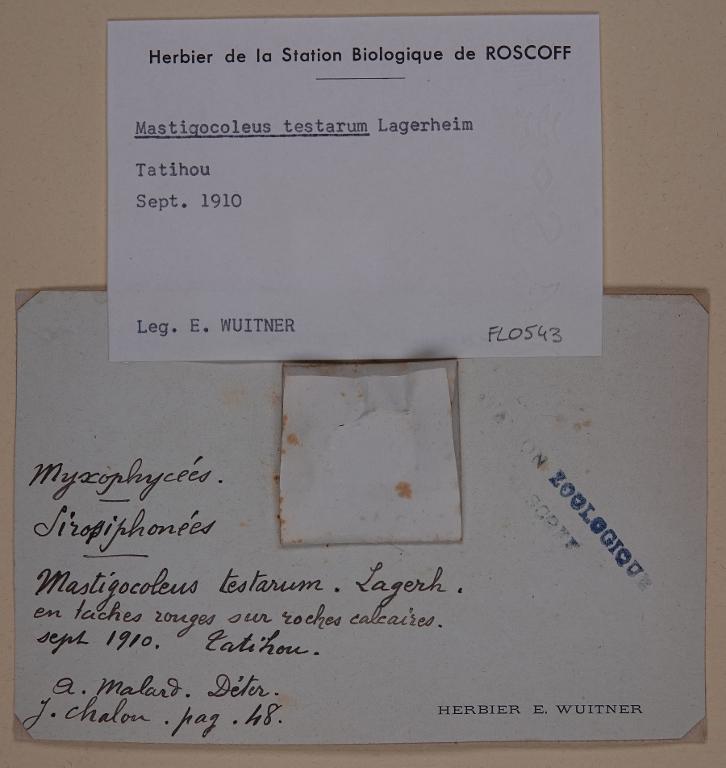 Herbier de la Station Biologique de ROSCOFF
Mastigocoleus testarum Lagerheim
Tatihou
Sept. 1910
Leg. E. WUITNER
FLO543
Myxophycées.
Sirosiphonées
Mastigocoleus testarum. Lagerh.
en taches rouges sur roches calcaires.
sept 1910. Tatihou.
a. Malard. Déter.
J. Chalon. pag. 48.
ZOOLOGIQUE
HERBIER E. WUITNER